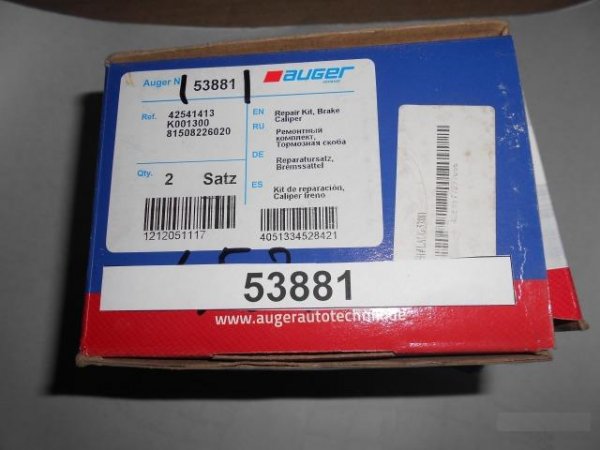 Auger N
53881
auger
Ref.
42541413
K001300
81508226020
EN
Repair Kit, Brake
Caliper
RU
Ремонтный
комплект,
Тормозная скоба
DE
Reparatursatz,
Bremssattel
ES
Kit de reparación,
Caliper freno
Qty.
2 Satz
1212051117
4051334528421
53881
www.augerautotechnik.de